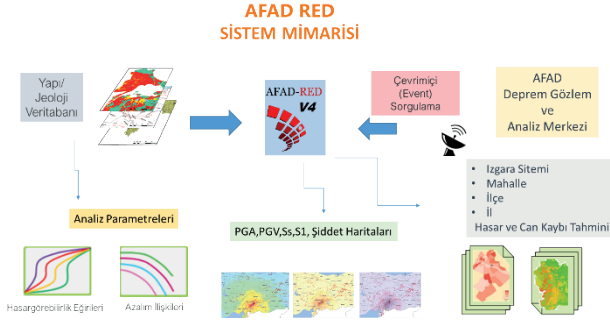 AFAD RED
SİSTEM MİMARİSİ
Yapı/
Jeoloji
Veritabanı
AFAD-RED
V4
Çevrimiçi
(Event)
Sorgulama
AFAD
Deprem Gözlem
ve
Analiz Merkezi
• Izgara Sitemi
• Mahalle
• İlçe
• İl
Hasar ve Can Kaybı Tahmini
Analiz Parametreleri
PGA,PGV,Ss,S1, Şiddet Haritaları
Hasargörebilirlik Eğrileri
Azalım İlişkileri